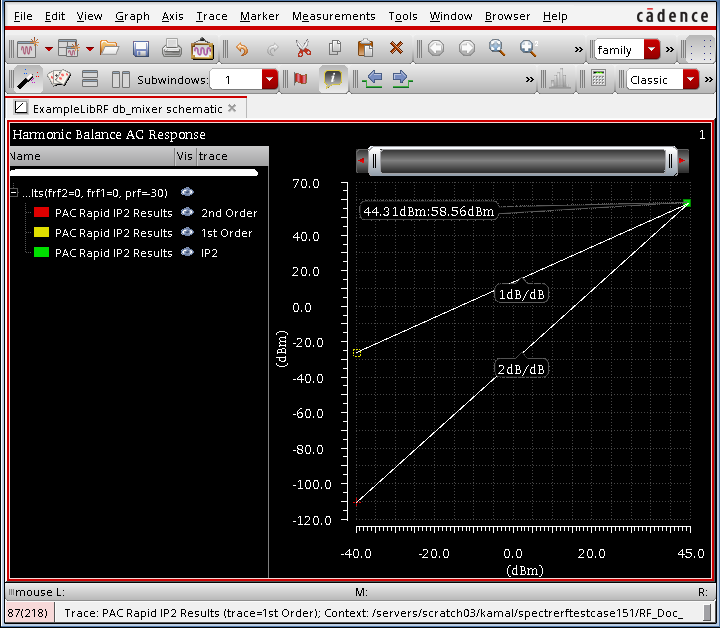 File Edit View Graph Axis Trace Marker Measurements Tools Window Browser Help cādence
» family »
Subwindows: 1 » Classic »
ExampleLibRF db_mixer schematic
Harmonic Balance AC Response 1
Name Vis trace
...lts(frf2=0, frf1=0, prf=-30)
PAC Rapid IP2 Results 2nd Order
PAC Rapid IP2 Results 1st Order
PAC Rapid IP2 Results IP2
70.0
44.31dBm:58.56dBm
40.0
20.0
1dB/dB
0.0
-20.0
(dBm)
2dB/dB
-40.0
-60.0
-80.0
-100.0
-120.0
-40.0 -20.0 0.0 20.0 45.0
(dBm)
mouse L: M: R:
87(218) Trace: PAC Rapid IP2 Results (trace=1st Order); Context: /servers/scratch03/kamal/spectrerftestcase151/RF_Doc_